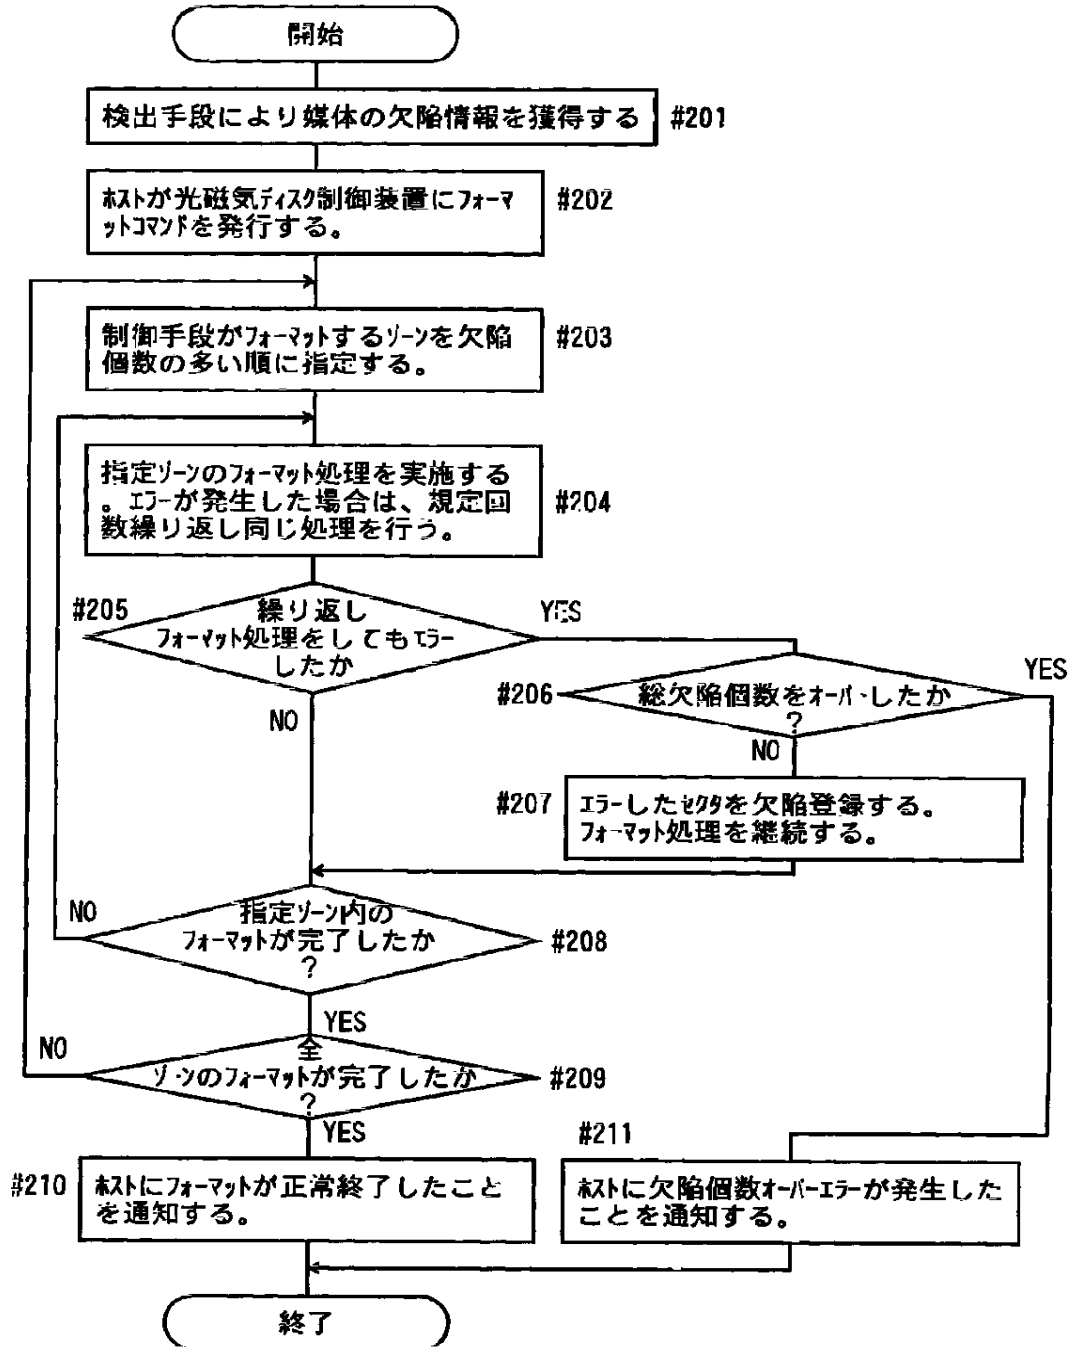 開始
検出手段により媒体の欠陥情報を獲得する
#201
ﾎｽﾄが光磁気ﾃﾞｨｽｸ制御装置にﾌｫｰﾏ
ｯﾄｺﾏﾝﾄﾞを発行する。
#202
制御手段がﾌｫｰﾏｯﾄするｿﾞｰﾝを欠陥
個数の多い順に指定する。
#203
指定ｿﾞｰﾝのﾌｫｰﾏｯﾄ処理を実施する
。ｴﾗｰが発生した場合は、規定回
数繰り返し同じ処理を行う。
#204
#205
繰り返し
ﾌｫｰﾏｯﾄ処理をしてもｴﾗｰ
したか
YES
NO
#206
総欠陥個数をｵｰﾊﾞｰしたか
?
YES
NO
#207
ｴﾗｰしたｾｸﾀを欠陥登録する。
ﾌｫｰﾏｯﾄ処理を継続する。
NO
指定ｿﾞｰﾝ内の
ﾌｫｰﾏｯﾄが完了したか
?
#208
YES
NO
全
ｿﾞｰﾝのﾌｫｰﾏｯﾄが完了したか
?
#209
YES
#210
ﾎｽﾄにﾌｫｰﾏｯﾄが正常終了したこと
を通知する。
#211
ﾎｽﾄに欠陥個数ｵｰﾊﾞｰｴﾗｰが発生した
ことを通知する。
終了